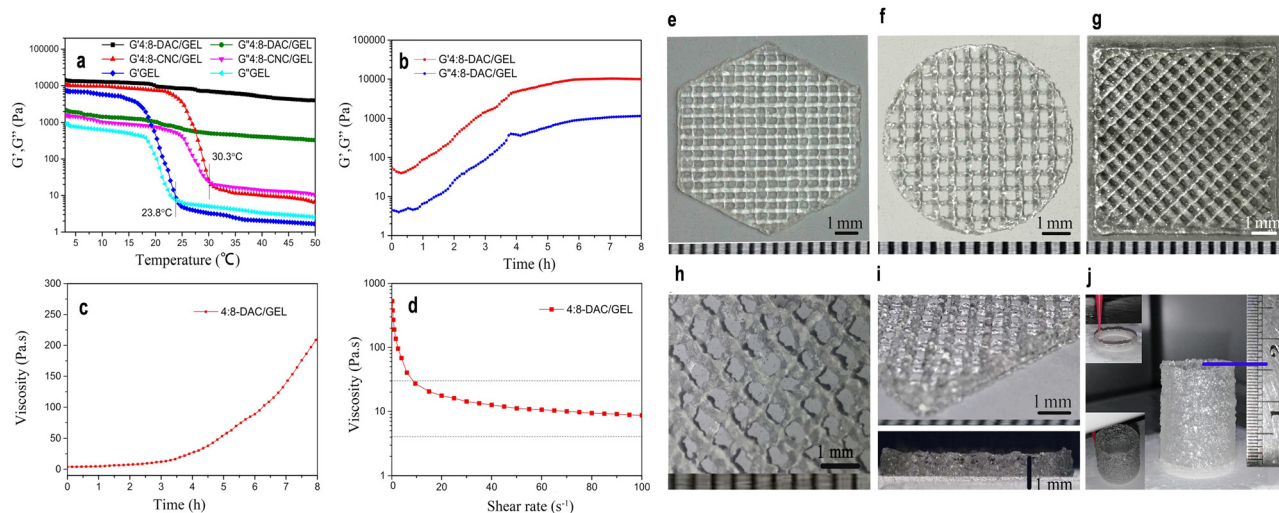 a
G'4:8-DAC/GEL G''4:8-DAC/GEL
G'4:8-CNC/GEL G''4:8-CNC/GEL
G'GEL G''GEL
G',G'' (Pa)
100000
10000
1000
100
10
1
30.3°C
23.8°C
5 10 15 20 25 30 35 40 45 50
Temperature (℃)
b
G'4:8-DAC/GEL
G''4:8-DAC/GEL
G',G'' (Pa)
100000
10000
1000
100
10
1
0 1 2 3 4 5 6 7 8
Time (h)
c
4:8-DAC/GEL
Viscosity (Pa.s)
300
250
200
150
100
50
0
0 1 2 3 4 5 6 7 8
Time (h)
d
4:8-DAC/GEL
Viscosity (Pa.s)
1000
100
10
1
0 20 40 60 80 100
Shear rate (s-1)
e
1 mm
f
1 mm
g
1 mm
h
1 mm
i
1 mm
1 mm
j
2
1